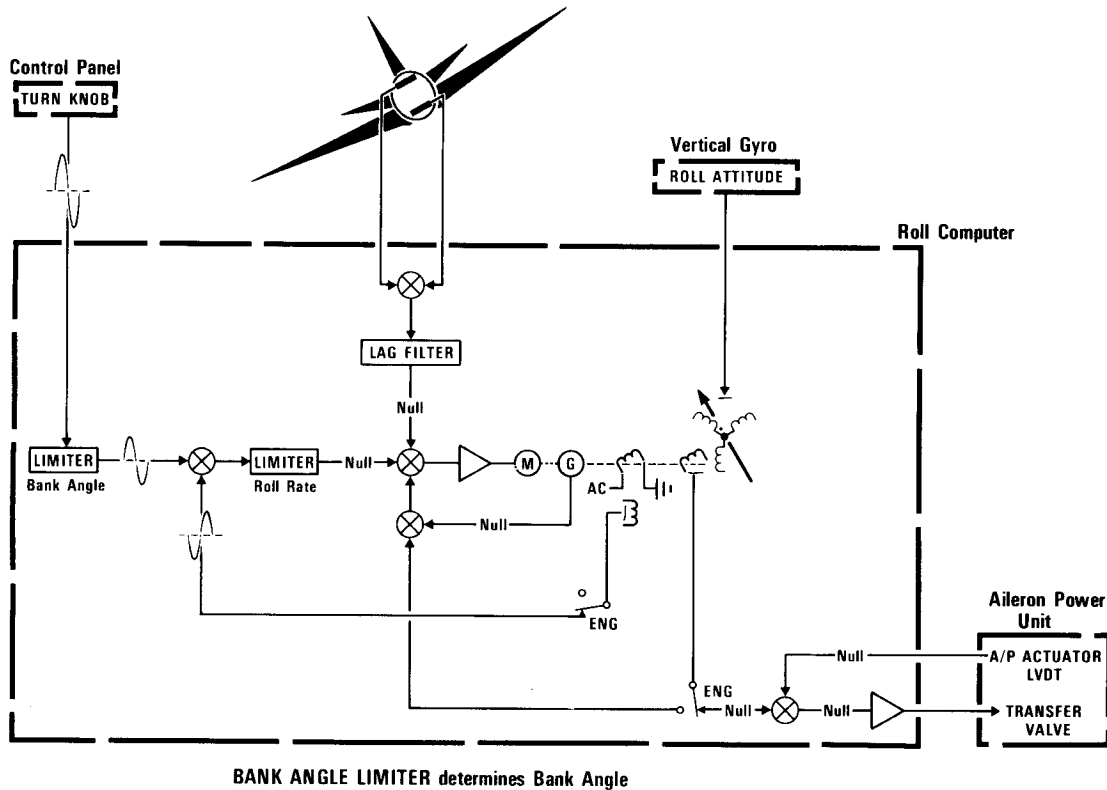 Control Panel
TURN KNOB
Vertical Gyro
ROLL ATTITUDE
Roll Computer
LAG FILTER
Null
LIMITER
Bank Angle
LIMITER
Roll Rate
Null
M
G
AC
Null
ENG
Aileron Power
Unit
Null
A/P ACTUATOR
LVDT
ENG
Null
Null
TRANSFER
VALVE
BANK ANGLE LIMITER determines Bank Angle